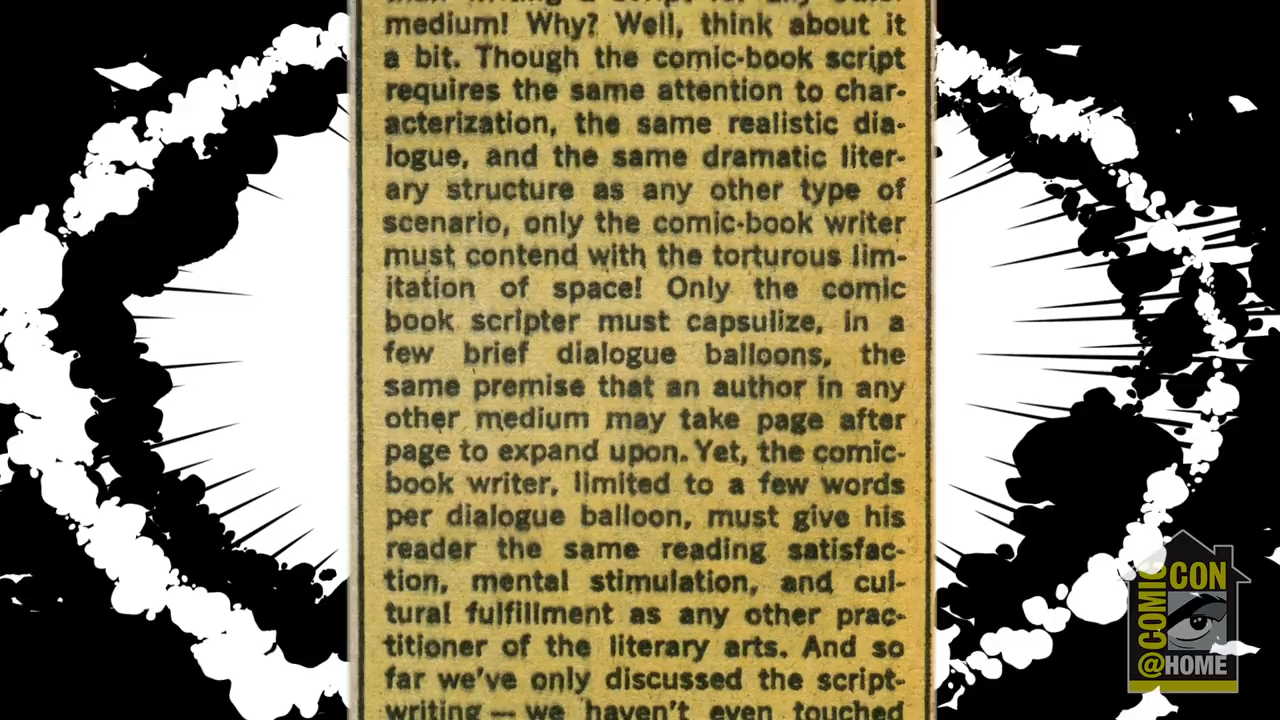 than writing a script for any other
medium! Why? Well, think about it
a bit. Though the comic-book script
requires the same attention to char-
acterization, the same realistic dia-
logue, and the same dramatic liter-
ary structure as any other type of
scenario, only the comic-book writer
must contend with the torturous lim-
itation of space! Only the comic
book scripter must capsulize, in a
few brief dialogue balloons, the
same premise that an author in any
other medium may take page after
page to expand upon. Yet, the comic-
book writer, limited to a few words
per dialogue balloon, must give his
reader the same reading satisfac-
tion, mental stimulation, and cul-
tural fulfillment as any other prac-
titioner of the literary arts. And so
far we've only discussed the script-
writing — we haven't even touched
COMIC CON
@HOME